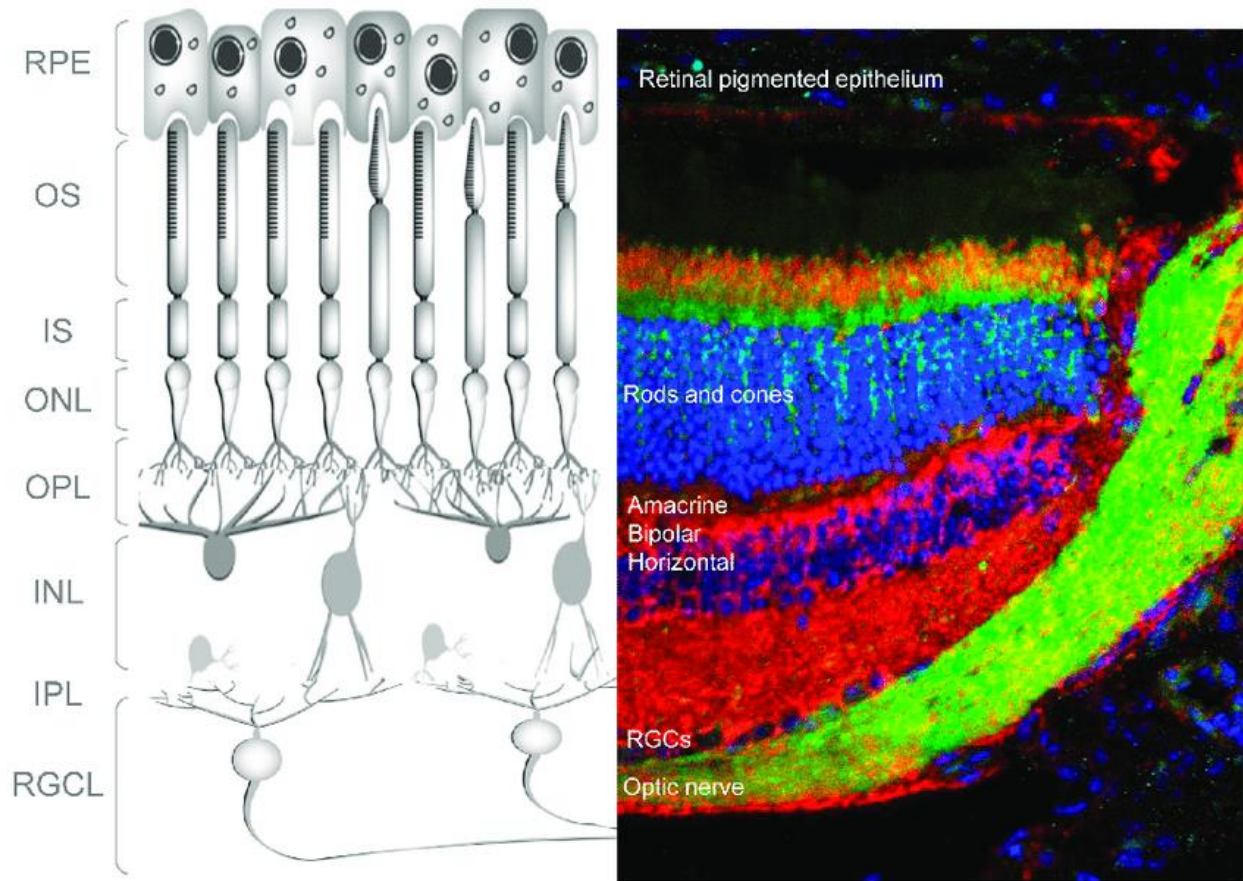 RPE
OS
IS
ONL
OPL
INL
IPL
RGCL
Retinal pigmented epithelium
Rods and cones
Amacrine
Bipolar
Horizontal
RGCs
Optic nerve